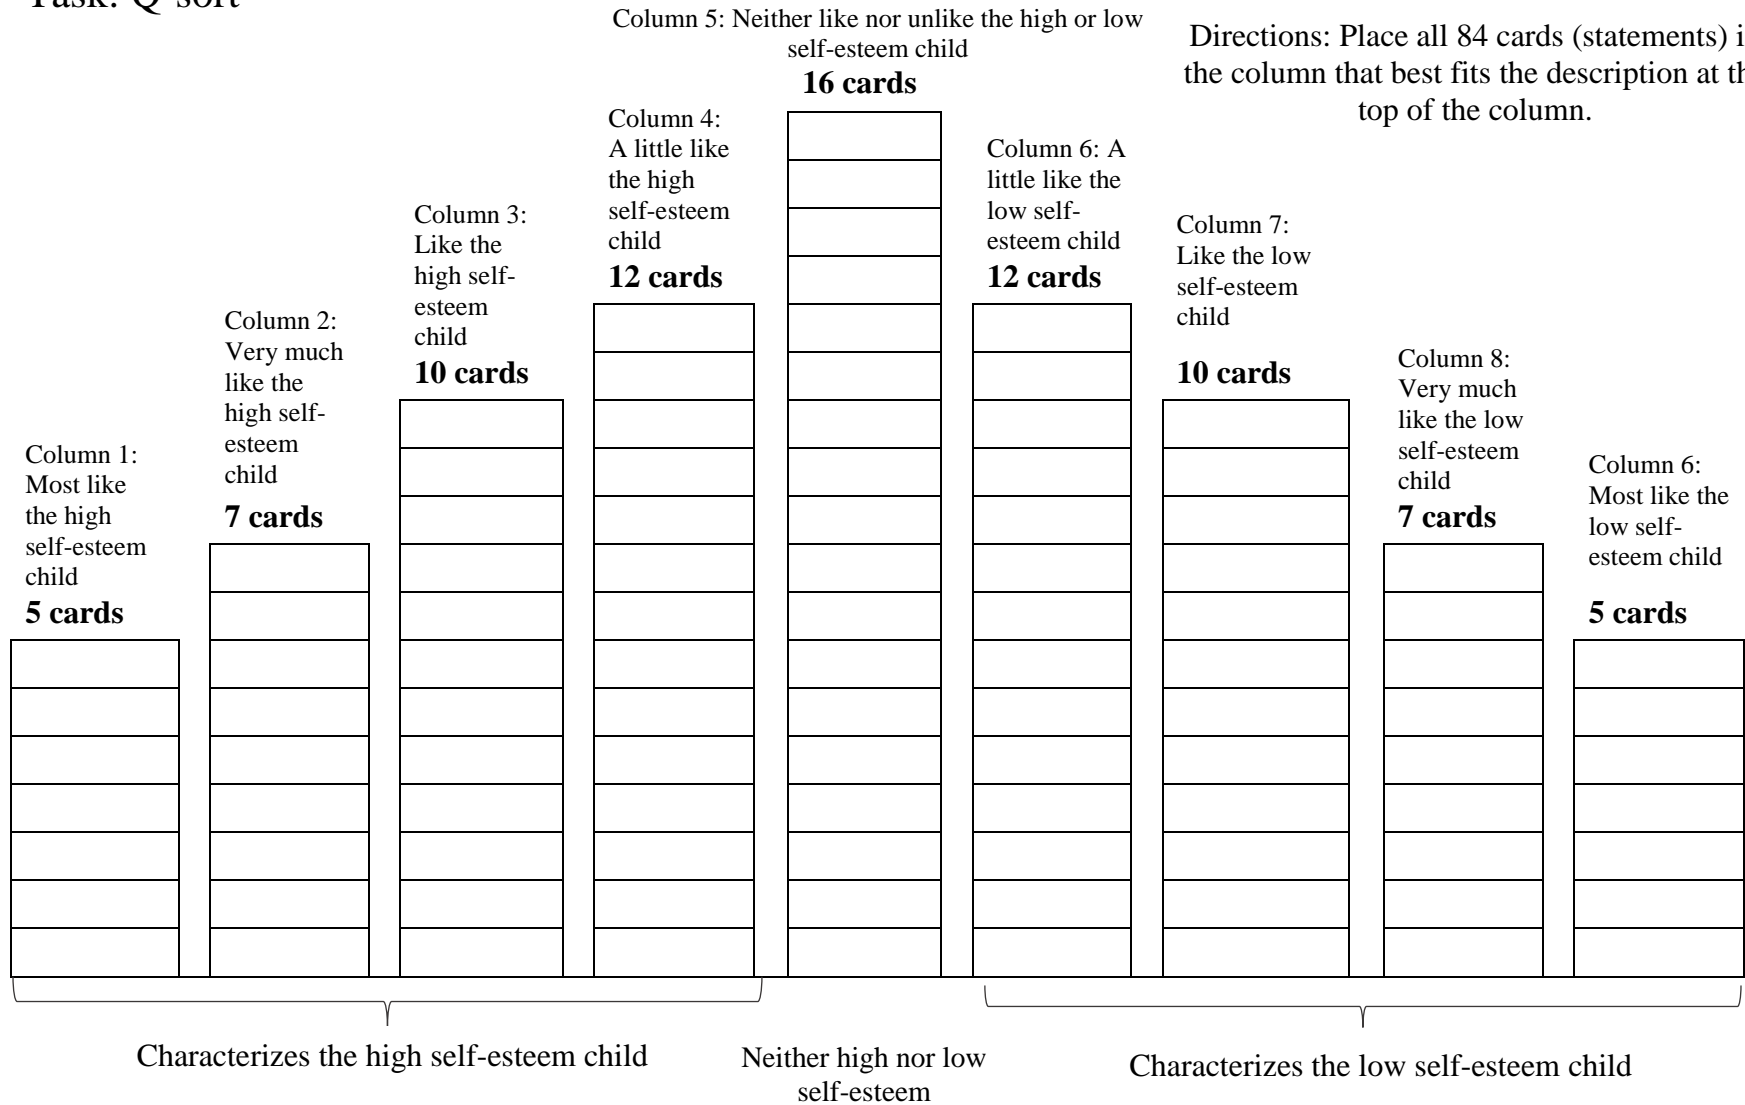 Task: Q-sort
Column 5: Neither like nor unlike the high or low
self-esteem child
16 cards
Directions: Place all 84 cards (statements) i
the column that best fits the description at th
top of the column.
Column 1:
Most like
the high
self-esteem
child
5 cards
Column 2:
Very much
like the
high self-
esteem
child
7 cards
Column 3:
Like the
high self-
esteem
child
10 cards
Column 4:
A little like
the high
self-esteem
child
12 cards
Column 6: A
little like the
low self-
esteem child
12 cards
Column 7:
Like the low
self-esteem
child
10 cards
Column 8:
Very much
like the low
self-esteem
child
7 cards
Column 6:
Most like the
low self-
esteem child
5 cards
Characterizes the high self-esteem child
Neither high nor low
self-esteem
Characterizes the low self-esteem child